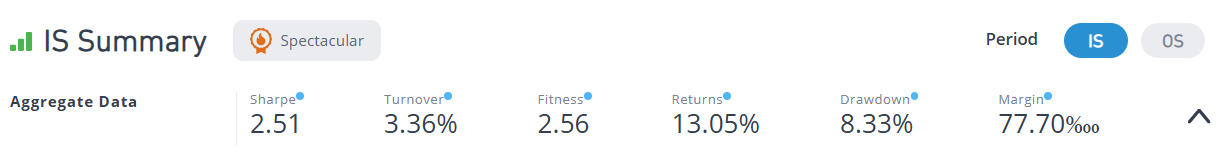 IS Summary Spectacular Period IS OS
Aggregate Data Sharpe Turnover Fitness Returns Drawdown Margin
2.51 3.36% 2.56 13.05% 8.33% 77.70‱